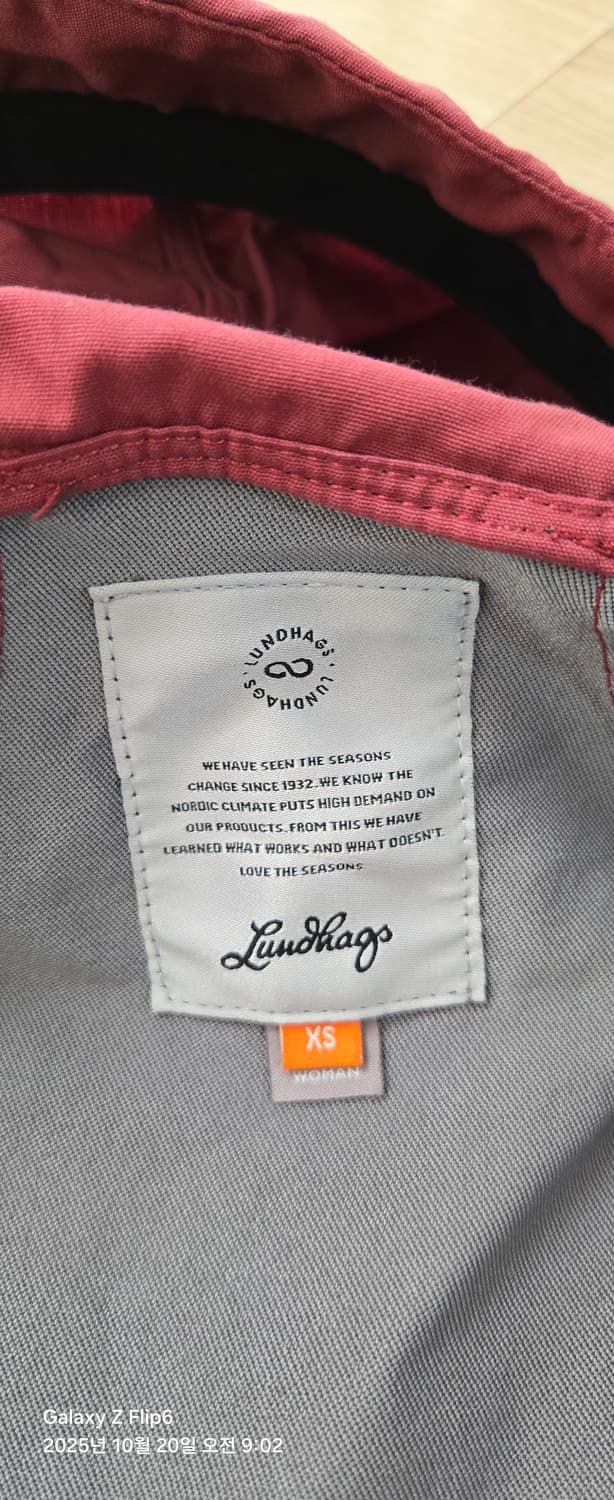 LUNDHAGS · LUNDHAGS ·
WE HAVE SEEN THE SEASONS
CHANGE SINCE 1932. WE KNOW THE
NORDIC CLIMATE PUTS HIGH DEMAND ON
OUR PRODUCTS. FROM THIS WE HAVE
LEARNED WHAT WORKS AND WHAT DOESN'T.
LOVE THE SEASONS
Lundhags
XS
WOMAN
Galaxy Z Flip6
2025년 10월 20일 오전 9:02